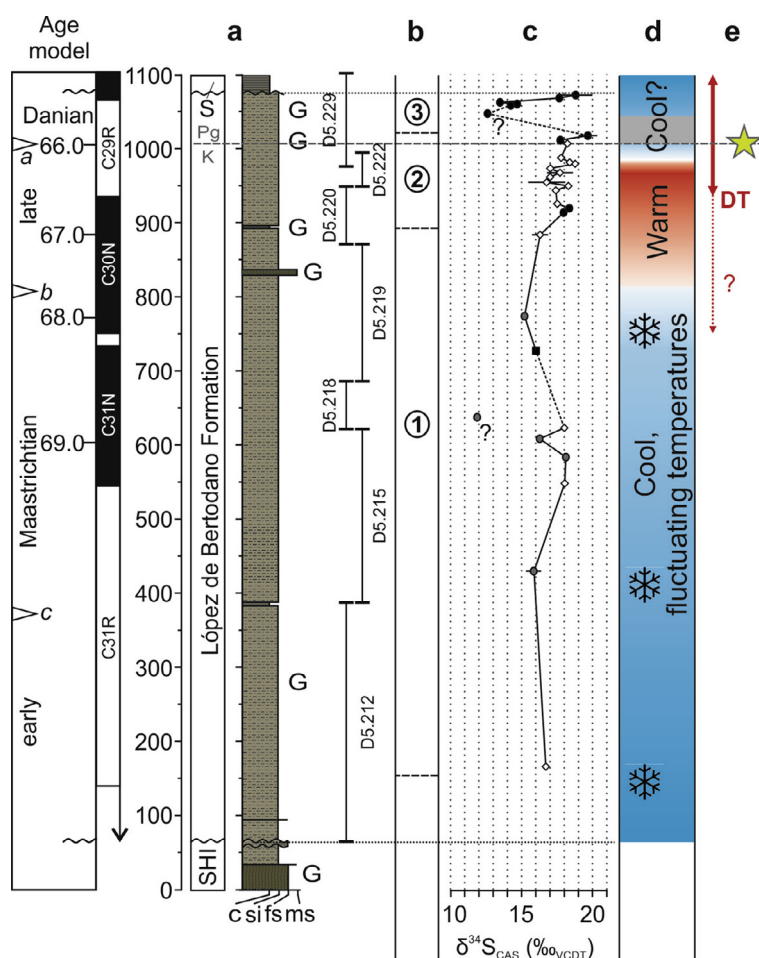 Age
model
a
b
c
d
e
1100
1000
900
800
700
600
500
400
300
200
100
0
Danian
a
66.0
late
67.0
b
68.0
Maastrichtian
69.0
c
early
C29R
C30N
C31N
C31R
S
Pg
K
López de Bertodano Formation
SHI
G
G
G
G
G
G
c si fs ms
D5.229
D5.222
D5.220
D5.219
D5.218
D5.215
D5.212
3
2
1
?
?
10 15 20
δ³⁴S_CAS (‰_VCDT)
Cool?
Warm
Cool,
fluctuating temperatures
DT
?